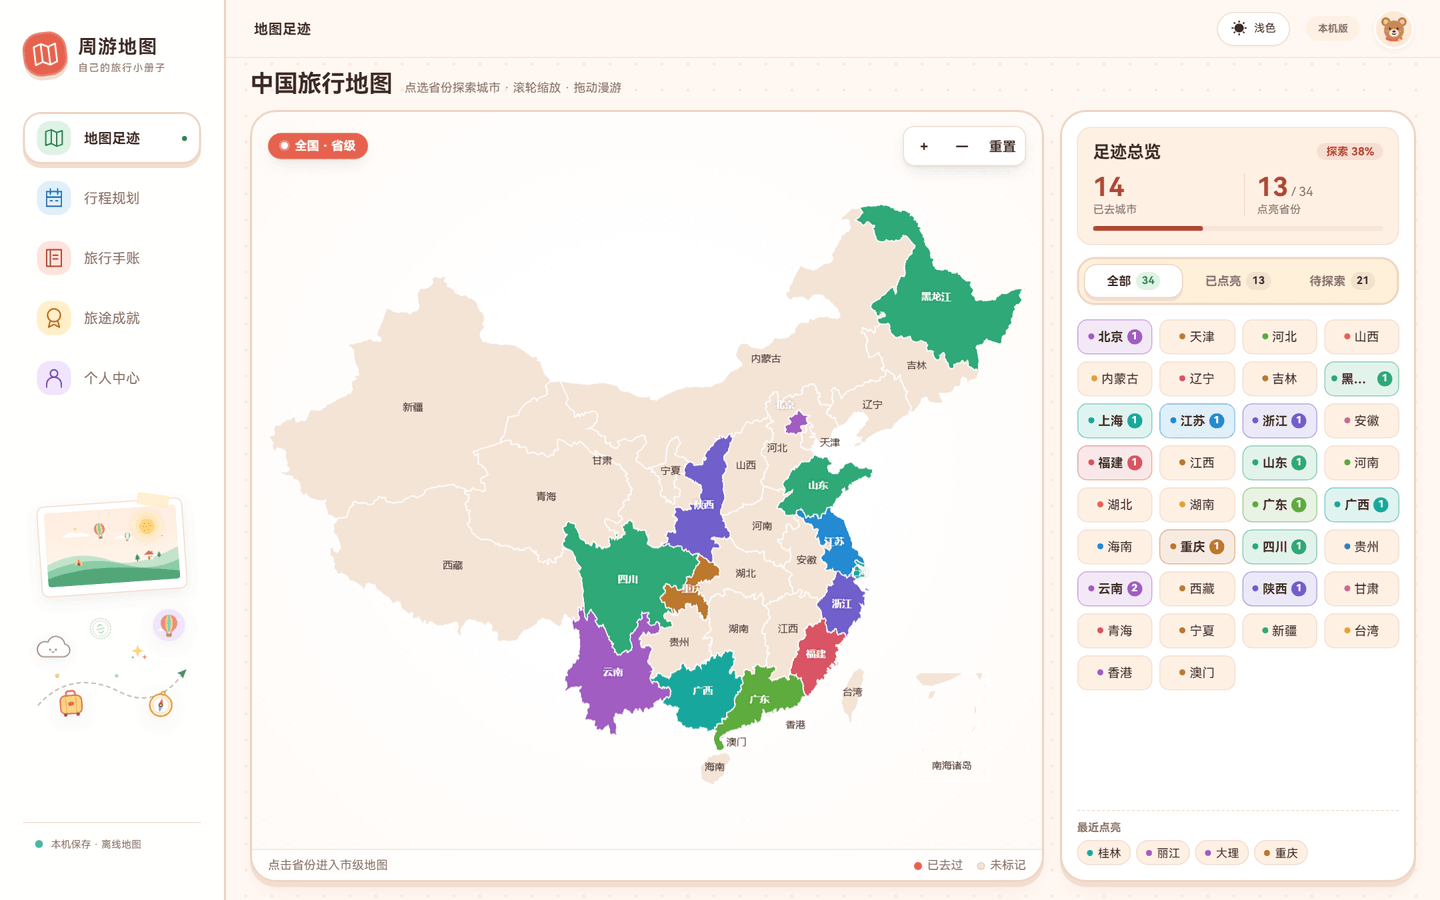 周游地图
自己的旅行小册子
地图足迹
行程规划
旅行手账
旅途成就
个人中心
本机保存 · 离线地图
地图足迹
浅色
本机版
中国旅行地图
点选省份探索城市 · 滚轮缩放 · 拖动漫游
全国 · 省级
+ — 重置
黑龙江
内蒙古
吉林
新疆
北京
辽宁
天津
河北
甘肃
宁夏
山西
青海
陕西
山东
河南
江苏
西藏
四川
湖北
安徽
重庆
浙江
贵州
湖南
江西
云南
福建
广西
广东
台湾
香港
澳门
海南
南海诸岛
点击省份进入市级地图
已去过
未标记
足迹总览
探索 38%
14
已去城市
13 / 34
点亮省份
全部 34
已点亮 13
待探索 21
北京 1
天津
河北
山西
内蒙古
辽宁
吉林
黑... 1
上海 1
江苏 1
浙江 1
安徽
福建 1
江西
山东 1
河南
湖北
湖南
广东 1
广西 1
海南
重庆 1
四川 1
贵州
云南 2
西藏
陕西 1
甘肃
青海
宁夏
新疆
台湾
香港
澳门
最近点亮
桂林
丽江
大理
重庆